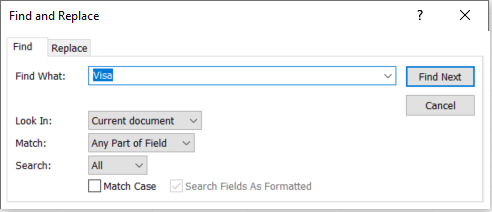 Find and Replace
Find Replace
Find What: Visa Find Next
Cancel
Look In: Current document
Match: Any Part of Field
Search: All
Match Case Search Fields As Formatted